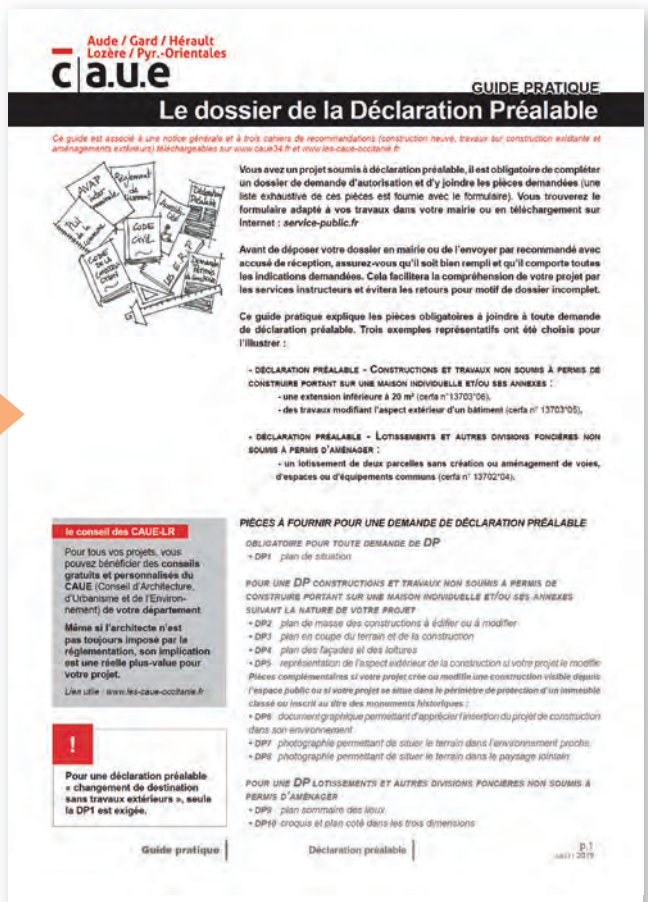 Aude / Gard / Hérault
Lozère / Pyr.-Orientales
c|a.u.e
GUIDE PRATIQUE
Le dossier de la Déclaration Préalable
Ce guide est associé à une notice générale et à trois cahiers de recommandations (construction neuve, travaux sur construction existante et
aménagements extérieurs) téléchargeables sur www.caue34.fr et www.les-caue-occitanie.fr
AVAP
Règlement
de
lotissement
Déclaration
Préalable
PLU
de la
CODE
CIVIL
CODE
DE LA
E.R.P.
Demande
Permis
Vous avez un projet soumis à déclaration préalable, il est obligatoire de compléter
un dossier de demande d'autorisation et d'y joindre les pièces demandées (une
liste exhaustive de ces pièces est fournie avec le formulaire). Vous trouverez le
formulaire adapté à vos travaux dans votre mairie ou en téléchargement sur
Internet : service-public.fr
Avant de déposer votre dossier en mairie ou de l'envoyer par recommandé avec
accusé de réception, assurez-vous qu'il soit bien rempli et qu'il comporte toutes
les indications demandées. Cela facilitera la compréhension de votre projet par
les services instructeurs et évitera les retours pour motif de dossier incomplet.
Ce guide pratique explique les pièces obligatoires à joindre à toute demande
de déclaration préalable. Trois exemples représentatifs ont été choisis pour
l'illustrer :
- DÉCLARATION PRÉALABLE - CONSTRUCTIONS ET TRAVAUX NON SOUMIS À PERMIS DE
CONSTRUIRE PORTANT SUR UNE MAISON INDIVIDUELLE ET/OU SES ANNEXES :
- une extension inférieure à 20 m² (cerfa n°13703*06),
- des travaux modifiant l'aspect extérieur d'un bâtiment (cerfa n° 13703*05),
- DÉCLARATION PRÉALABLE - LOTISSEMENTS ET AUTRES DIVISIONS FONCIÈRES NON
SOUMIS À PERMIS D'AMÉNAGER :
- un lotissement de deux parcelles sans création ou aménagement de voies,
d'espaces ou d'équipements communs (cerfa n° 13702*04).
le conseil des CAUE-LR
Pour tous vos projets, vous
pouvez bénéficier des conseils
gratuits et personnalisés du
CAUE (Conseil d'Architecture,
d'Urbanisme et de l'Environ-
nement) de votre département.
Même si l'architecte n'est
pas toujours imposé par la
réglementation, son implication
est une réelle plus-value pour
votre projet.
Lien utile : www.les-caue-occitanie.fr
!
Pour une déclaration préalable
« changement de destination
sans travaux extérieurs », seule
la DP1 est exigée.
PIÈCES À FOURNIR POUR UNE DEMANDE DE DÉCLARATION PRÉALABLE
OBLIGATOIRE POUR TOUTE DEMANDE DE DP
• DP1 plan de situation
POUR UNE DP CONSTRUCTIONS ET TRAVAUX NON SOUMIS À PERMIS DE
CONSTRUIRE PORTANT SUR UNE MAISON INDIVIDUELLE ET/OU SES ANNEXES
SUIVANT LA NATURE DE VOTRE PROJET
• DP2 plan de masse des constructions à édifier ou à modifier
• DP3 plan en coupe du terrain et de la construction
• DP4 plan des façades et des toitures
• DP5 représentation de l'aspect extérieur de la construction si votre projet le modifie
Pièces complémentaires si votre projet crée ou modifie une construction visible depuis
l'espace public ou si votre projet se situe dans le périmètre de protection d'un immeuble
classé ou inscrit au titre des monuments historiques :
• DP6 document graphique permettant d'apprécier l'insertion du projet de construction
dans son environnement
• DP7 photographie permettant de situer le terrain dans l'environnement proche
• DP8 photographie permettant de situer le terrain dans le paysage lointain
POUR UNE DP LOTISSEMENTS ET AUTRES DIVISIONS FONCIÈRES NON SOUMIS À
PERMIS D'AMÉNAGER
• DP9 plan sommaire des lieux
• DP10 croquis et plan coté dans les trois dimensions
Guide pratique
Déclaration préalable
p.1
2019